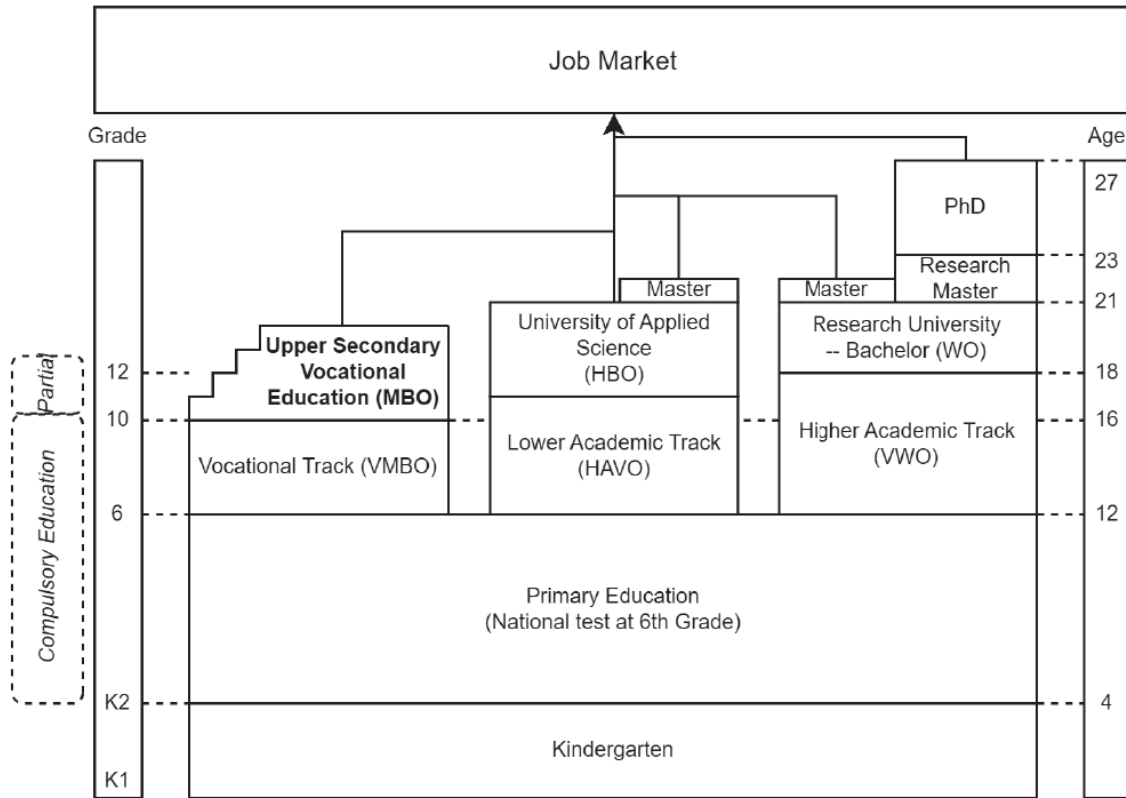 Job Market
Grade
Age
27
PhD
23
Research
Master
Master
Master
21
University of Applied
Science
(HBO)
Research University
-- Bachelor (WO)
Upper Secondary
Vocational
Education (MBO)
Partial
12
18
10
16
Vocational Track (VMBO)
Lower Academic Track
(HAVO)
Higher Academic Track
(VWO)
Compulsory Education
6
12
Primary Education
(National test at 6th Grade)
K2
4
Kindergarten
K1